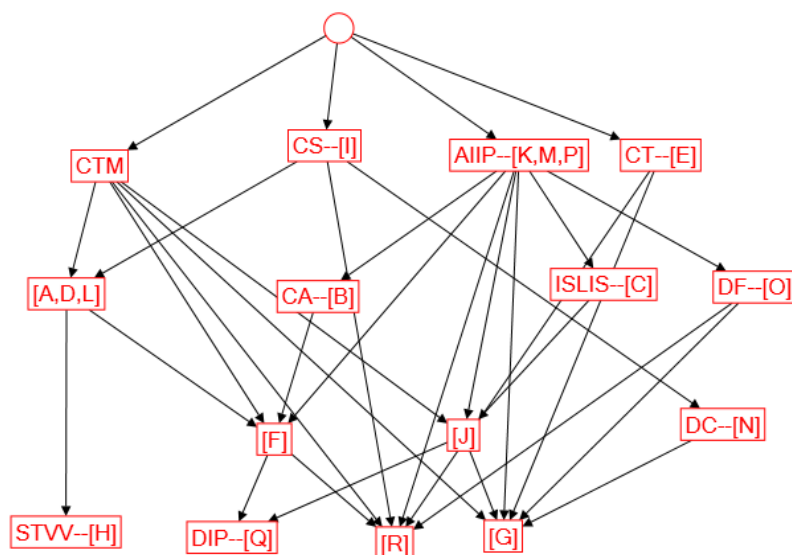 CS--[I]
CTM
AIIP--[K,M,P]
CT--[E]
[A,D,L]
CA--[B]
ISLIS--[C]
DF--[O]
[F]
[J]
DC--[N]
STVV--[H]
DIP--[Q]
[R]
[G]